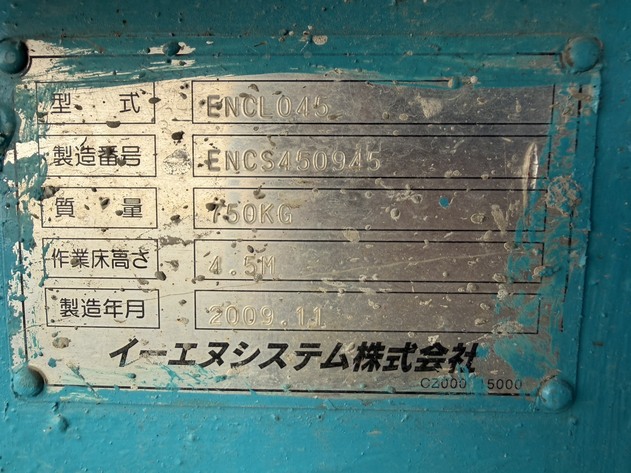 型 式 ENCL045
製造番号 ENCS450945
質 量 750KG
作業床高さ 4.5M
製造年月 2009.11
イーエヌシステム株式会社